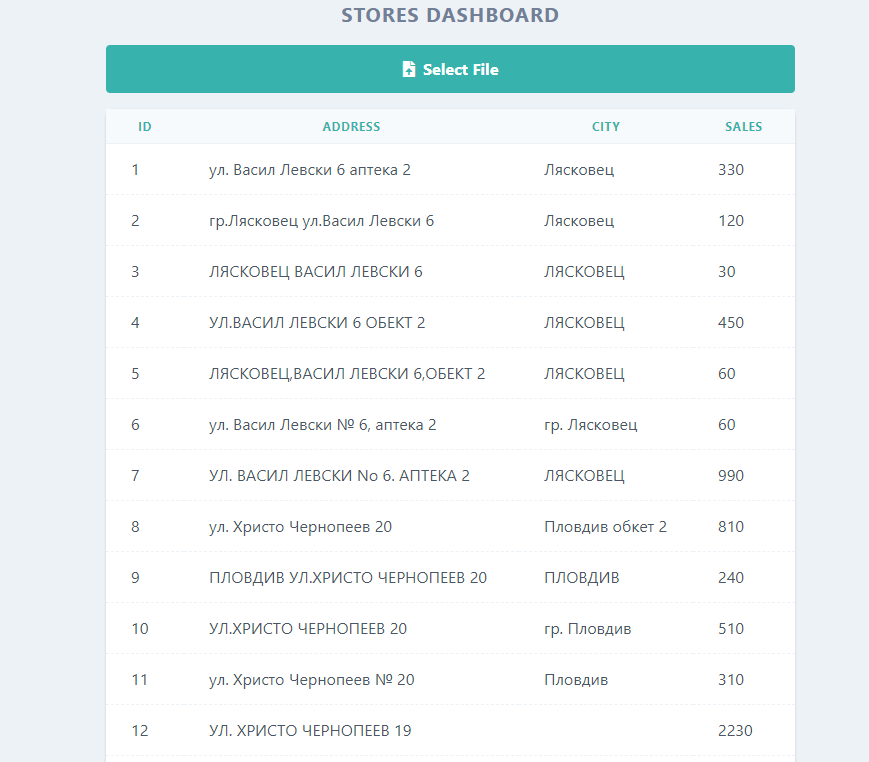 STORES DASHBOARD
Select File
ID ADDRESS CITY SALES
1 ул. Васил Левски 6 аптека 2 Лясковец 330
2 гр.Лясковец ул.Васил Левски 6 Лясковец 120
3 ЛЯСКОВЕЦ ВАСИЛ ЛЕВСКИ 6 ЛЯСКОВЕЦ 30
4 УЛ.ВАСИЛ ЛЕВСКИ 6 ОБЕКТ 2 ЛЯСКОВЕЦ 450
5 ЛЯСКОВЕЦ,ВАСИЛ ЛЕВСКИ 6,ОБЕКТ 2 ЛЯСКОВЕЦ 60
6 ул. Васил Левски № 6, аптека 2 гр. Лясковец 60
7 УЛ. ВАСИЛ ЛЕВСКИ No 6. АПТЕКА 2 ЛЯСКОВЕЦ 990
8 ул. Христо Чернопеев 20 Пловдив обкет 2 810
9 ПЛОВДИВ УЛ.ХРИСТО ЧЕРНОПЕЕВ 20 ПЛОВДИВ 240
10 УЛ.ХРИСТО ЧЕРНОПЕЕВ 20 гр. Пловдив 510
11 ул. Христо Чернопеев № 20 Пловдив 310
12 УЛ. ХРИСТО ЧЕРНОПЕЕВ 19 2230